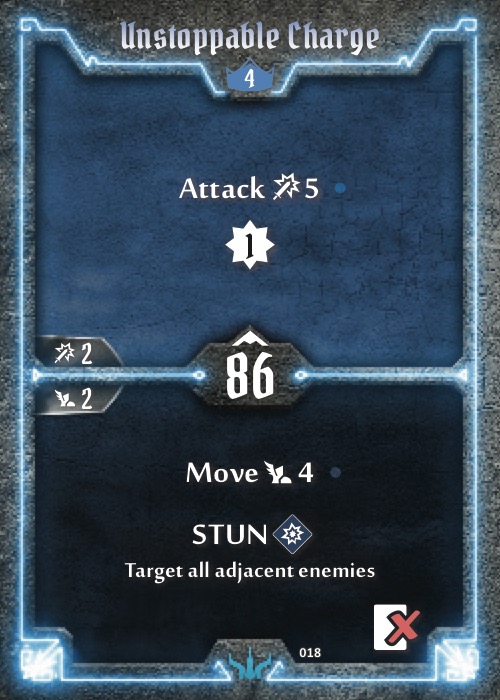 Unstoppable Charge
4
Attack 5
1
2
86
2
Move 4
STUN
Target all adjacent enemies
018